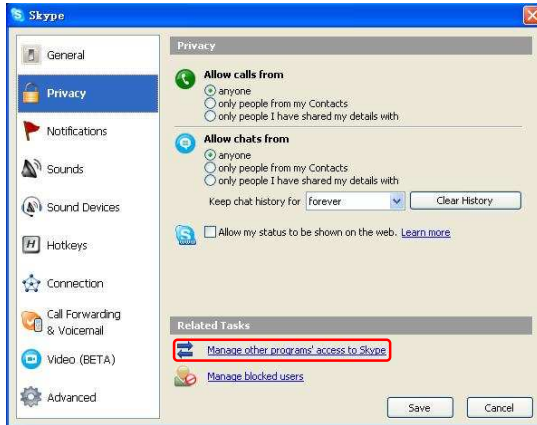 Skype
General
Privacy
Notifications
Sounds
Sound Devices
H Hotkeys
Connection
Call Forwarding
& Voicemail
Video (BETA)
Advanced
Privacy
Allow calls from
anyone
only people from my Contacts
only people I have shared my details with
Allow chats from
anyone
only people from my Contacts
only people I have shared my details with
Keep chat history for forever Clear History
Allow my status to be shown on the web. Learn more
Related Tasks
Manage other programs' access to Skype
Manage blocked users
Save Cancel